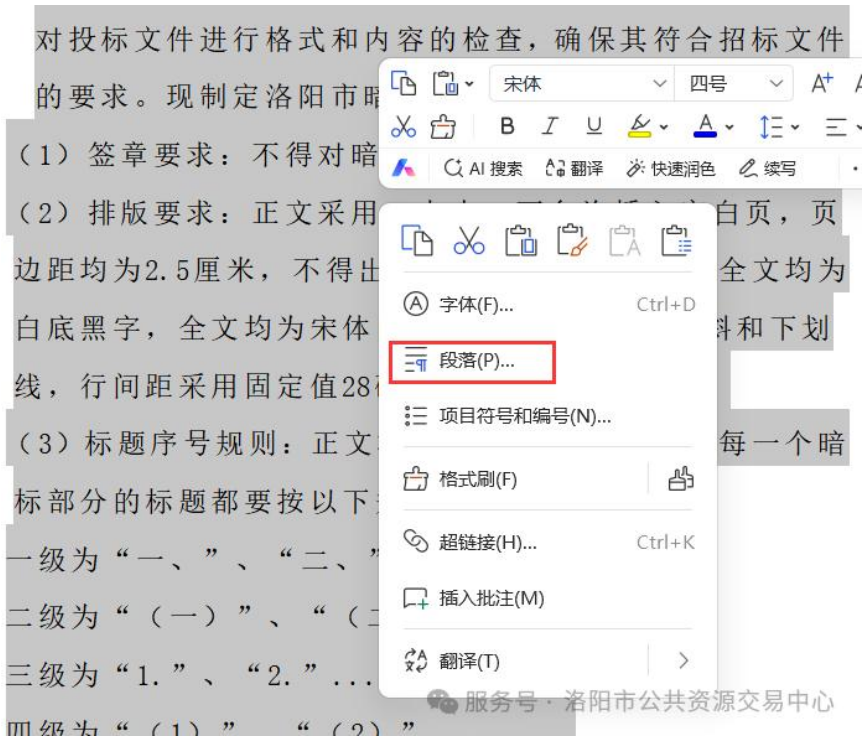 对投标文件进行格式和内容的检查，确保其符合招标文件
的要求。现制定洛阳市暗
（1）签章要求：不得对暗
（2）排版要求：正文采用
白页，页
边距均为2.5厘米，不得出
全文均为
白底黑字，全文均为宋体
和下划
线，行间距采用固定值28
（3）标题序号规则：正文
每一个暗
标部分的标题都要按以下
一级为“一、”、“二、”
二级为“（一）”、“（二
三级为“1.”、“2.”...
四级为“（1）”、“（2）”
宋体 四号 A+
B I U A
AI 搜索 翻译 快速润色 续写
字体(F)... Ctrl+D
段落(P)...
项目符号和编号(N)...
格式刷(F)
超链接(H)... Ctrl+K
插入批注(M)
翻译(T)
服务号 · 洛阳市公共资源交易中心